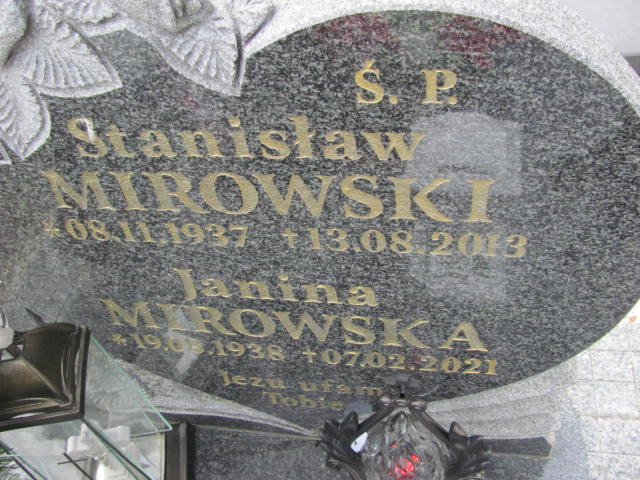 Ś. P.
Stanisław
MIROWSKI
*08.11.1937 †13.08.2013
Janina
MIROWSKA
†07.02.2021
Jezu ufam
Tobie